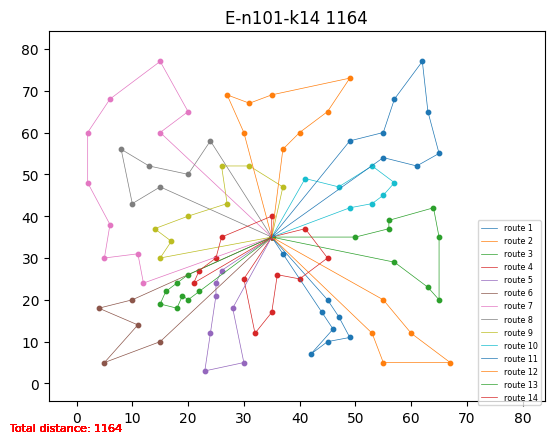 E-n101-k14 1164
80
70
60
50
40
30
20
10
0
0 10 20 30 40 50 60 70 80
route 1
route 2
route 3
route 4
route 5
route 6
route 7
route 8
route 9
route 10
route 11
route 12
route 13
route 14
Total distance: 1164